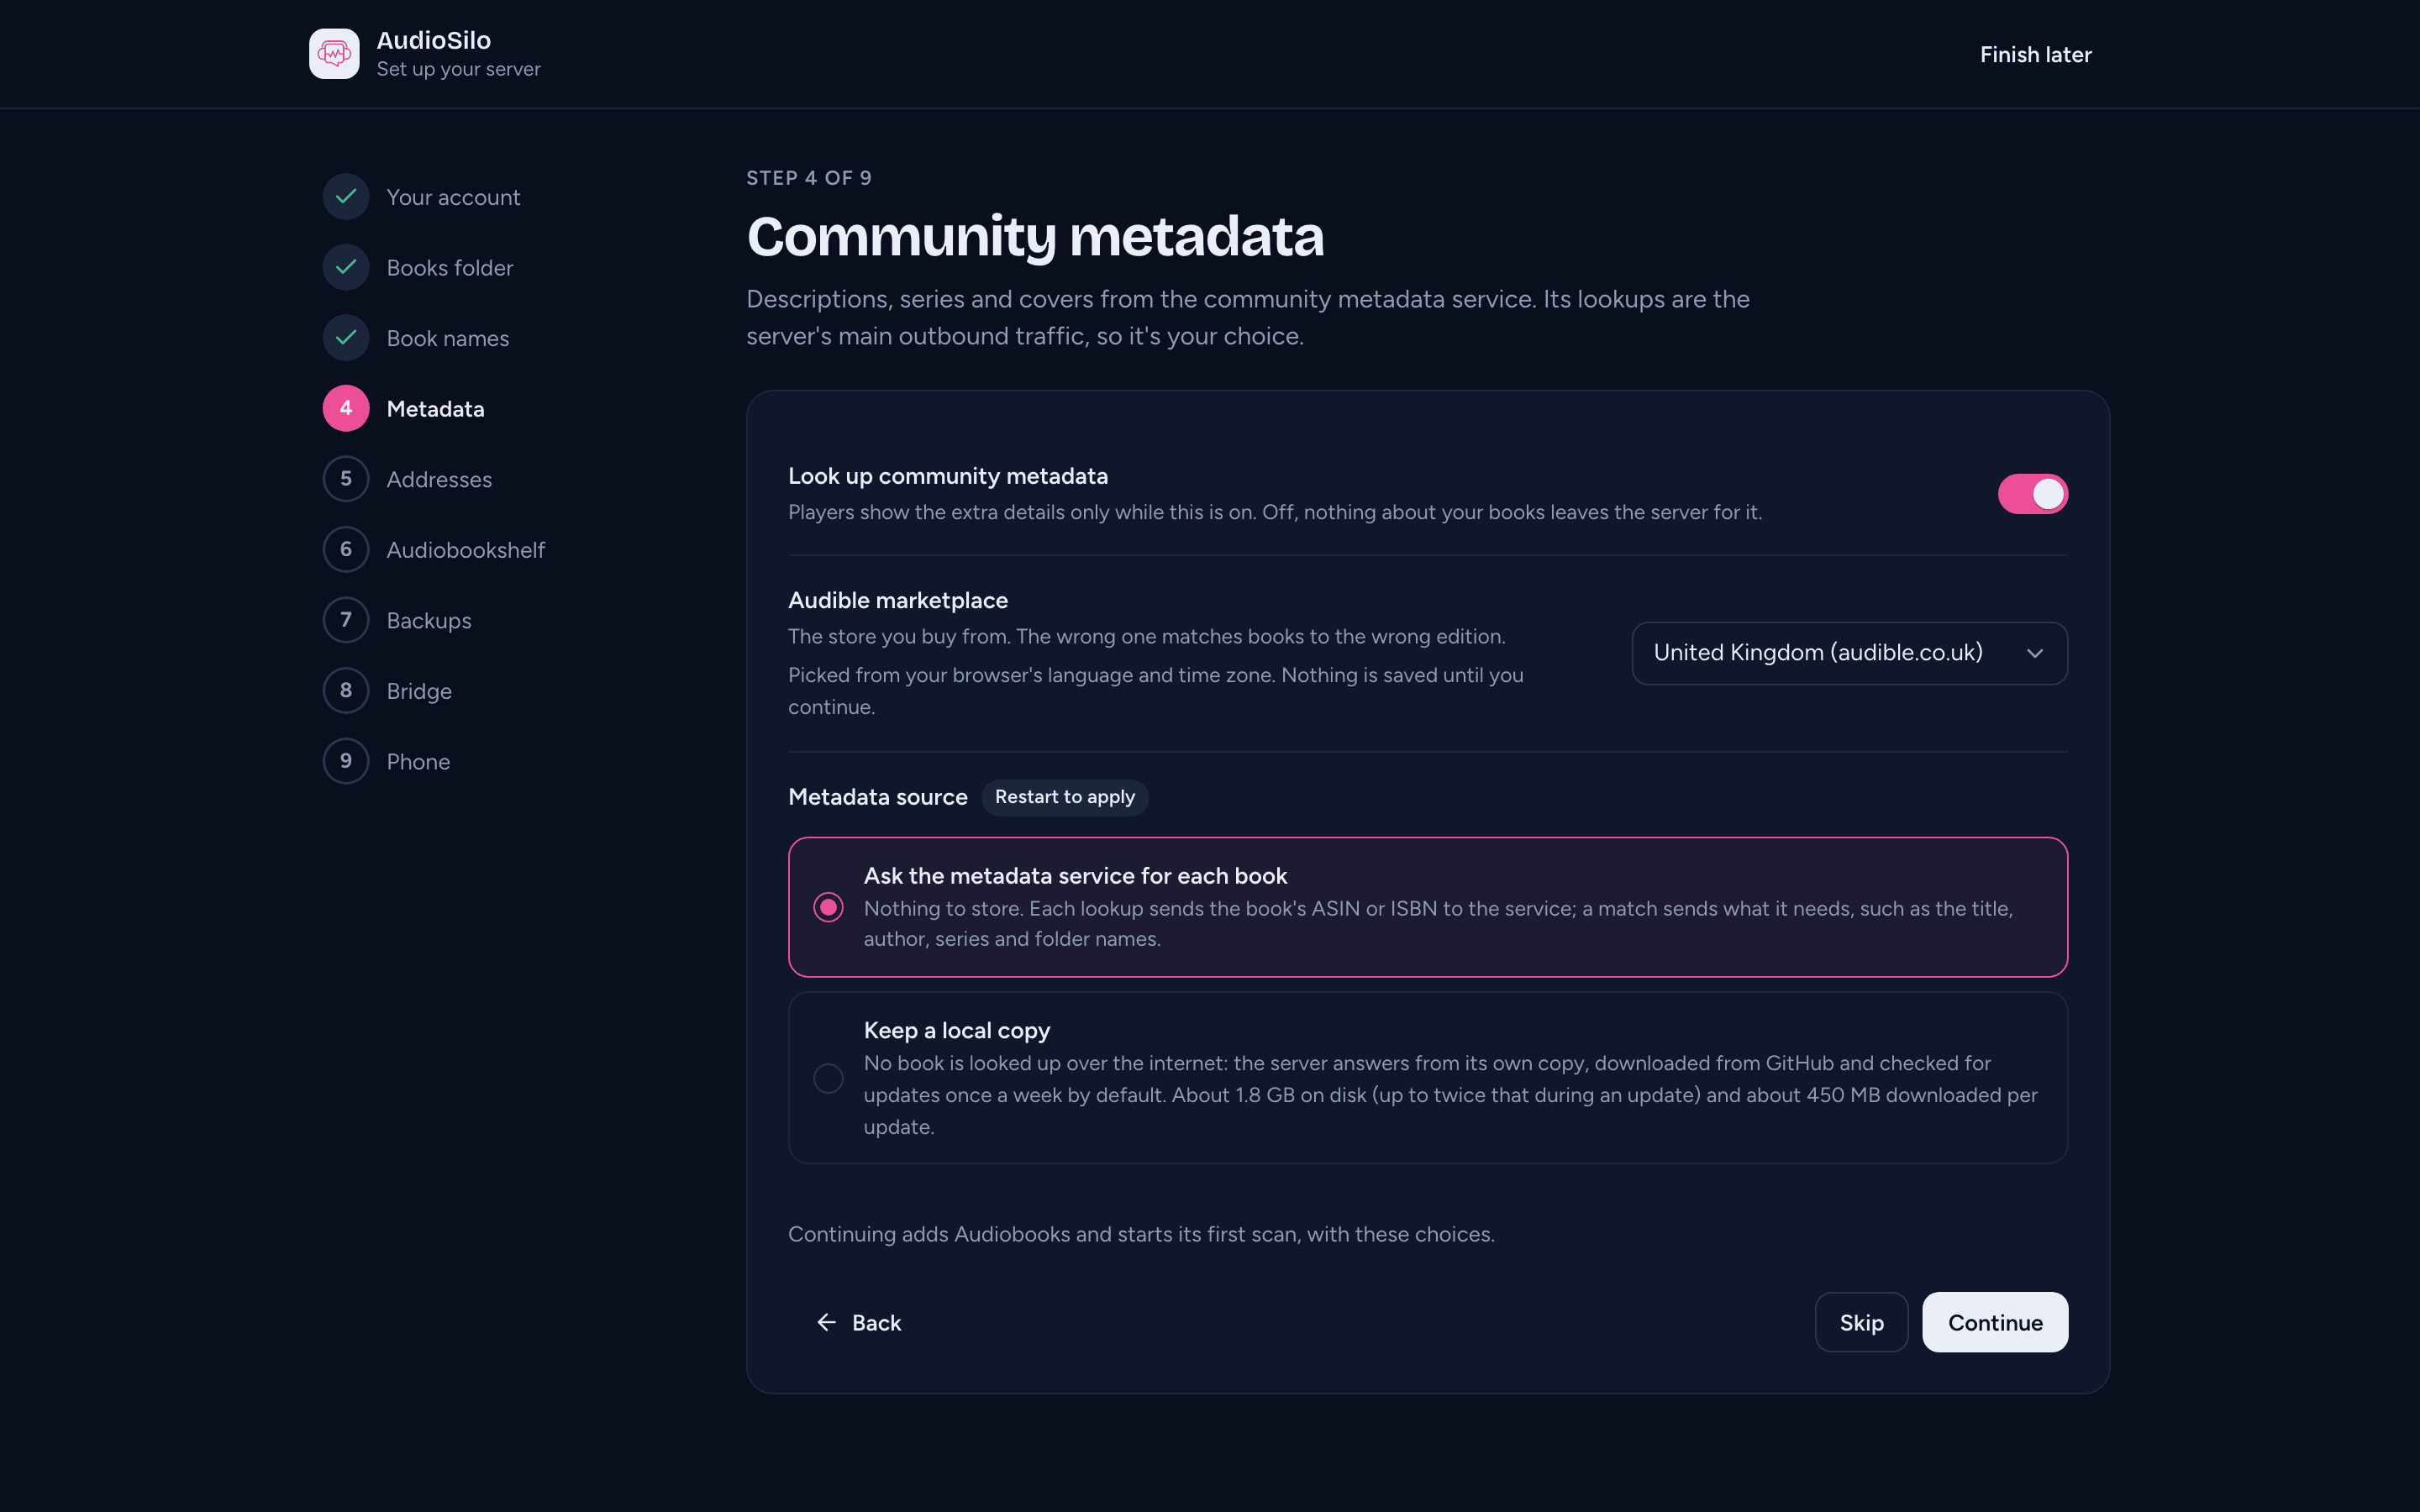 AudioSilo
Set up your server
Finish later
Your account
Books folder
Book names
4 Metadata
5 Addresses
6 Audiobookshelf
7 Backups
8 Bridge
9 Phone
STEP 4 OF 9
Community metadata
Descriptions, series and covers from the community metadata service. Its lookups are the
server's main outbound traffic, so it's your choice.
Look up community metadata
Players show the extra details only while this is on. Off, nothing about your books leaves the server for it.
Audible marketplace
The store you buy from. The wrong one matches books to the wrong edition.
Picked from your browser's language and time zone. Nothing is saved until you
continue.
United Kingdom (audible.co.uk)
Metadata source Restart to apply
Ask the metadata service for each book
Nothing to store. Each lookup sends the book's ASIN or ISBN to the service; a match sends what it needs, such as the title,
author, series and folder names.
Keep a local copy
No book is looked up over the internet: the server answers from its own copy, downloaded from GitHub and checked for
updates once a week by default. About 1.8 GB on disk (up to twice that during an update) and about 450 MB downloaded per
update.
Continuing adds Audiobooks and starts its first scan, with these choices.
Back
Skip
Continue